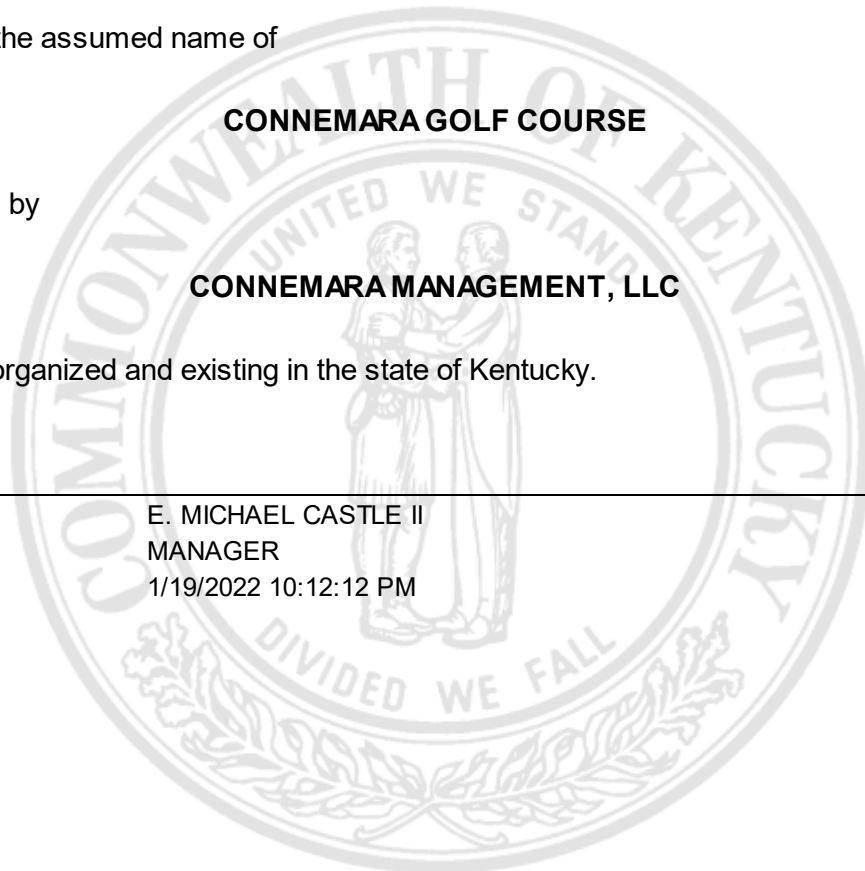 the assumed name of
CONNEMARA GOLF COURSE
by
CONNEMARA MANAGEMENT, LLC
organized and existing in the state of Kentucky.
E. MICHAEL CASTLE II
MANAGER
1/19/2022 10:12:12 PM
COMMONWEALTH OF KENTUCKY
UNITED WE STAND
DIVIDED WE FALL